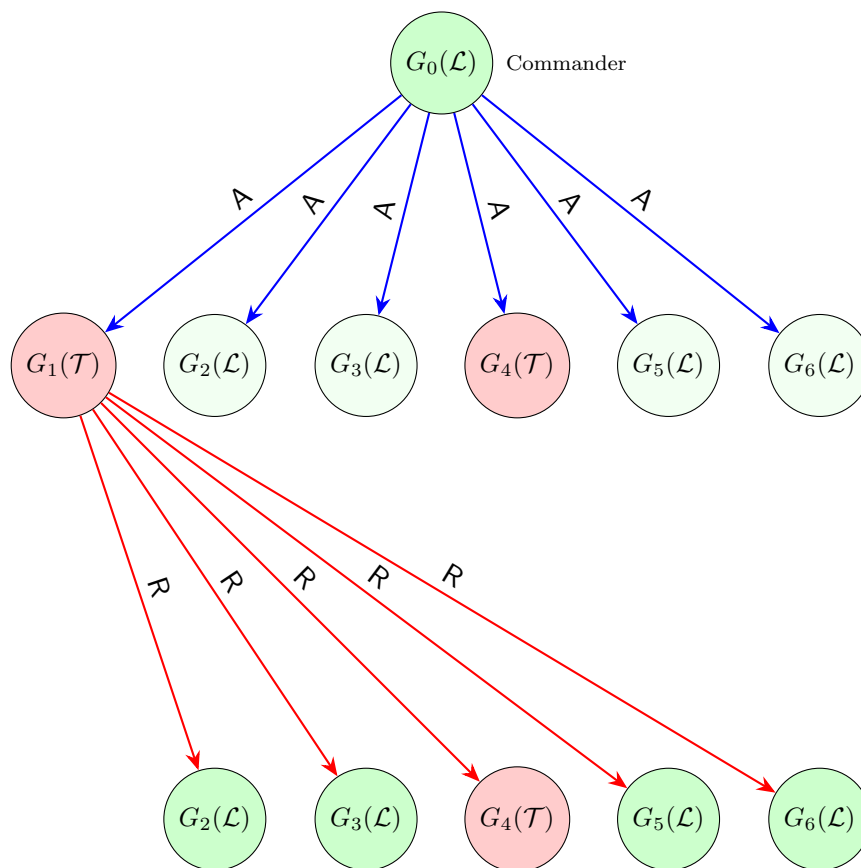 G₀(ℒ) Commander
A A A A A A
G₁(𝒯) G₂(ℒ) G₃(ℒ) G₄(𝒯) G₅(ℒ) G₆(ℒ)
R R R R R
G₂(ℒ) G₃(ℒ) G₄(𝒯) G₅(ℒ) G₆(ℒ)